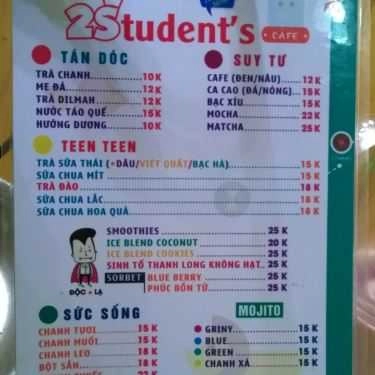 2Student's CAFE
TÁN DÓC
TRÀ CHANH 10K
ME ĐÁ 12K
TRÀ DILMAH 12K
NƯỚC TÁO QUẾ 15K
HƯỚNG DƯƠNG 10K
SUY TƯ
CAFE (ĐEN/NÂU) 12K
CA CAO (ĐÁ/NÓNG) 15K
BẠC XỈU 15K
MOCHA 22K
MATCHA 25K
TEEN TEEN
TRÀ SỮA THÁI (+DÂU/VIỆT QUẤT/BẠC HÀ) 15K
SỮA CHUA MÍT 15K
TRÀ ĐÀO 18K
SỮA CHUA LẮC 18K
SỮA CHUA HOA QUẢ 18K
SMOOTHIES 25K
ICE BLEND COCONUT 20K
ICE BLEND COOKIES 25K
SINH TỐ THANH LONG KHÔNG HẠT 25K
SORBET BLUE BERRY 25K
PHÚC BỒN TỬ 25K
ĐỘC + LẠ
SỨC SỐNG
CHANH TƯƠI 15K
CHANH MUỐI 15K
CHANH LEO 18K
BỘT SẮN 18K
MOJITO
GRINY 15K
BLUE 15K
GREEN 15K
CHANH XẢ 15K